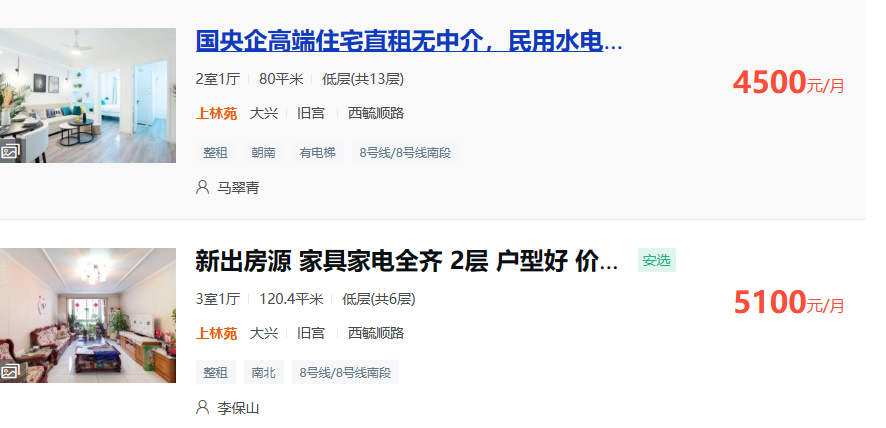 国央企高端住宅直租无中介，民用水电...
2室1厅 80平米 低层(共13层)
4500元/月
上林苑 大兴 旧宫 西毓顺路
整租 朝南 有电梯 8号线/8号线南段
马翠青
新出房源 家具家电全齐 2层 户型好 价... 安选
3室1厅 120.4平米 低层(共6层)
5100元/月
上林苑 大兴 旧宫 西毓顺路
整租 南北 8号线/8号线南段
李保山